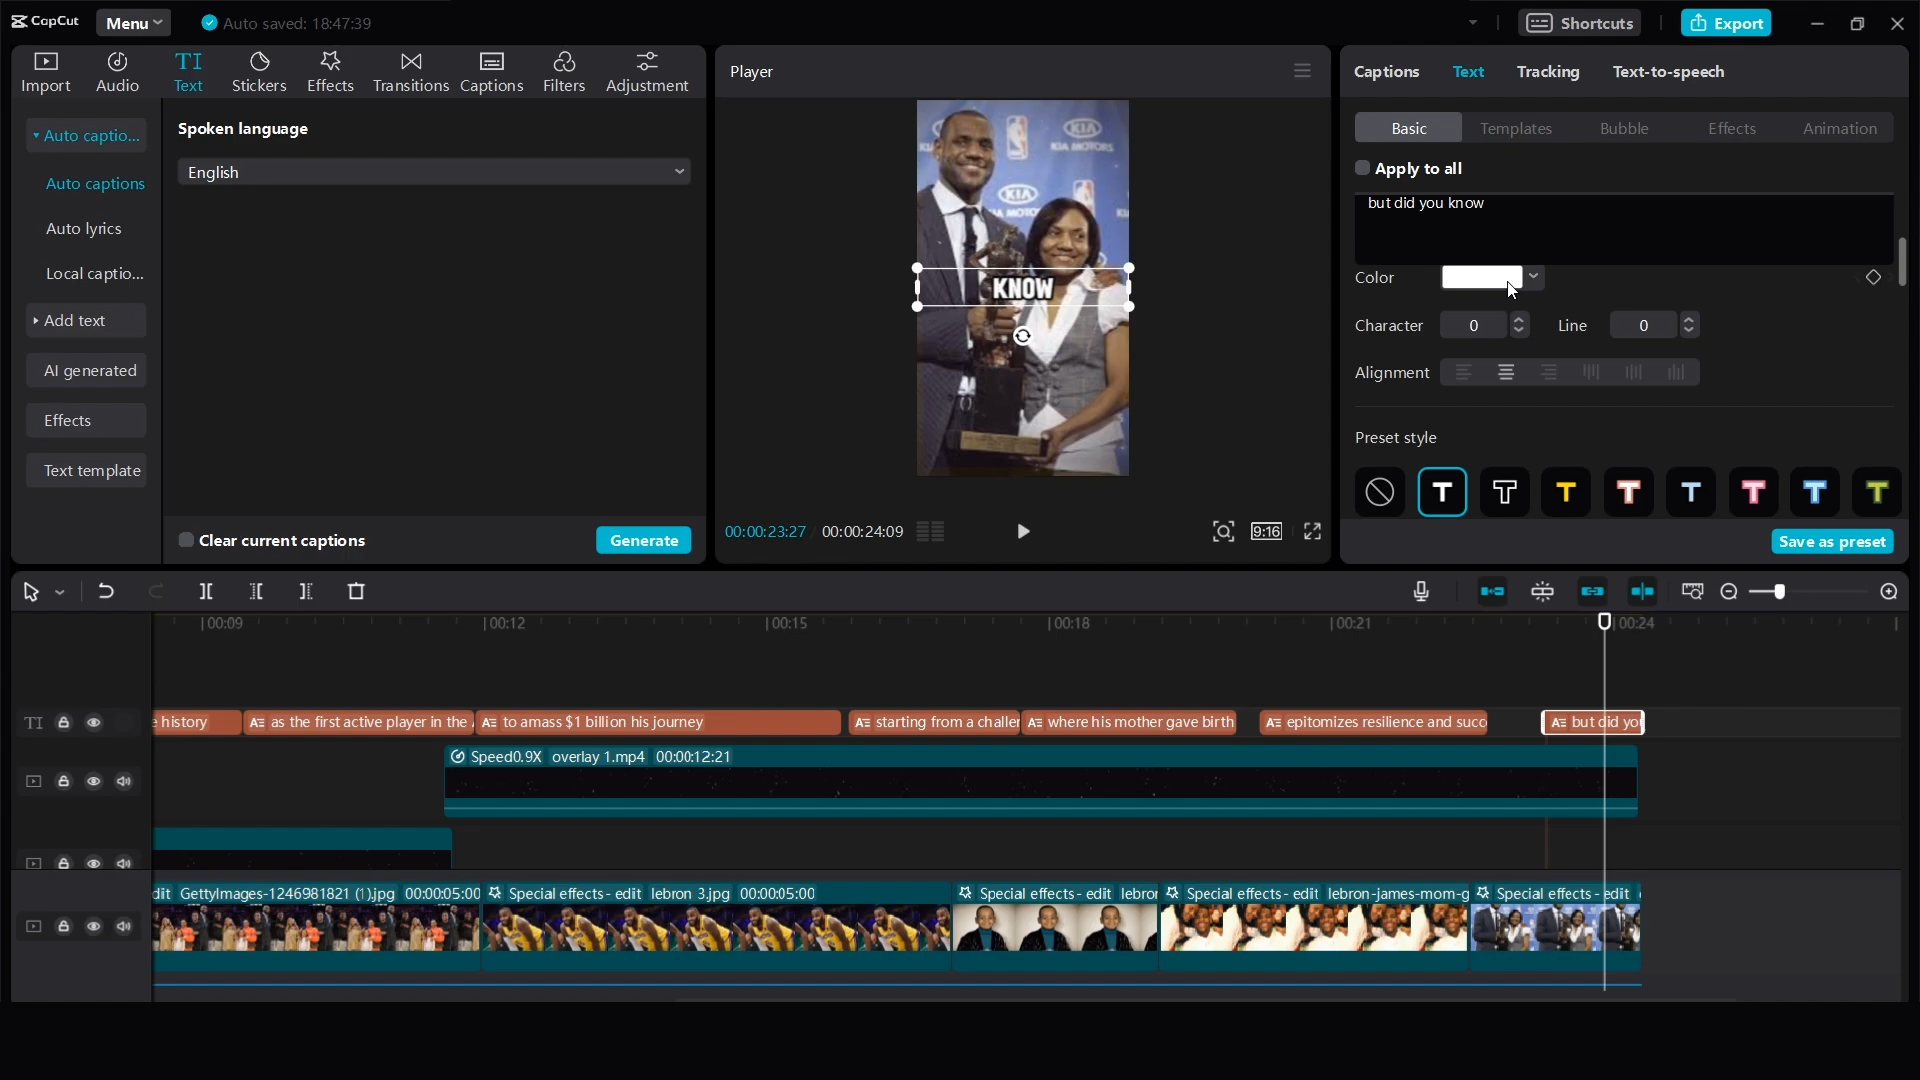 CapCut
Menu
Auto saved: 18:47:39
Shortcuts
Export
Import
Audio
Text
Stickers
Effects
Transitions
Captions
Filters
Adjustment
Auto captio...
Auto captions
Auto lyrics
Local captio...
Add text
AI generated
Effects
Text template
Spoken language
English
Clear current captions
Generate
Player
KIA
KIA MOTORS
KIA
KNOW
00:00:23:27
00:00:24:09
9:16
Captions
Text
Tracking
Text-to-speech
Basic
Templates
Bubble
Effects
Animation
Apply to all
but did you know
Color
Character
0
Line
0
Alignment
Preset style
T T T T T T T T
Save as preset
00:09
00:12
00:15
00:18
00:21
00:24
TI
e history
A as the first active player in the
A to amass $1 billion his journey
A starting from a challer
A where his mother gave birth
A epitomizes resilience and succ
A but did you
Speed0.9X overlay 1.mp4 00:00:12:21
dit GettyImages-1246981821 (1).jpg 00:00:05:00
Special effects - edit lebron 3.jpg 00:00:05:00
Special effects - edit lebror
Special effects - edit lebron-james-mom-g
Special effects - edit